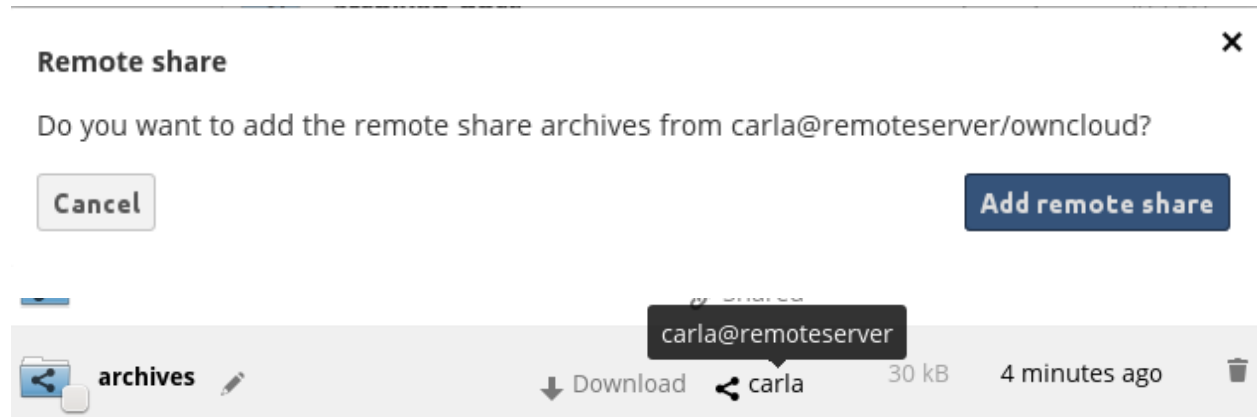 Remote share
Do you want to add the remote share archives from carla@remoteserver/owncloud?
Cancel Add remote share
Shared
carla@remoteserver
archives Download carla 30 kB 4 minutes ago